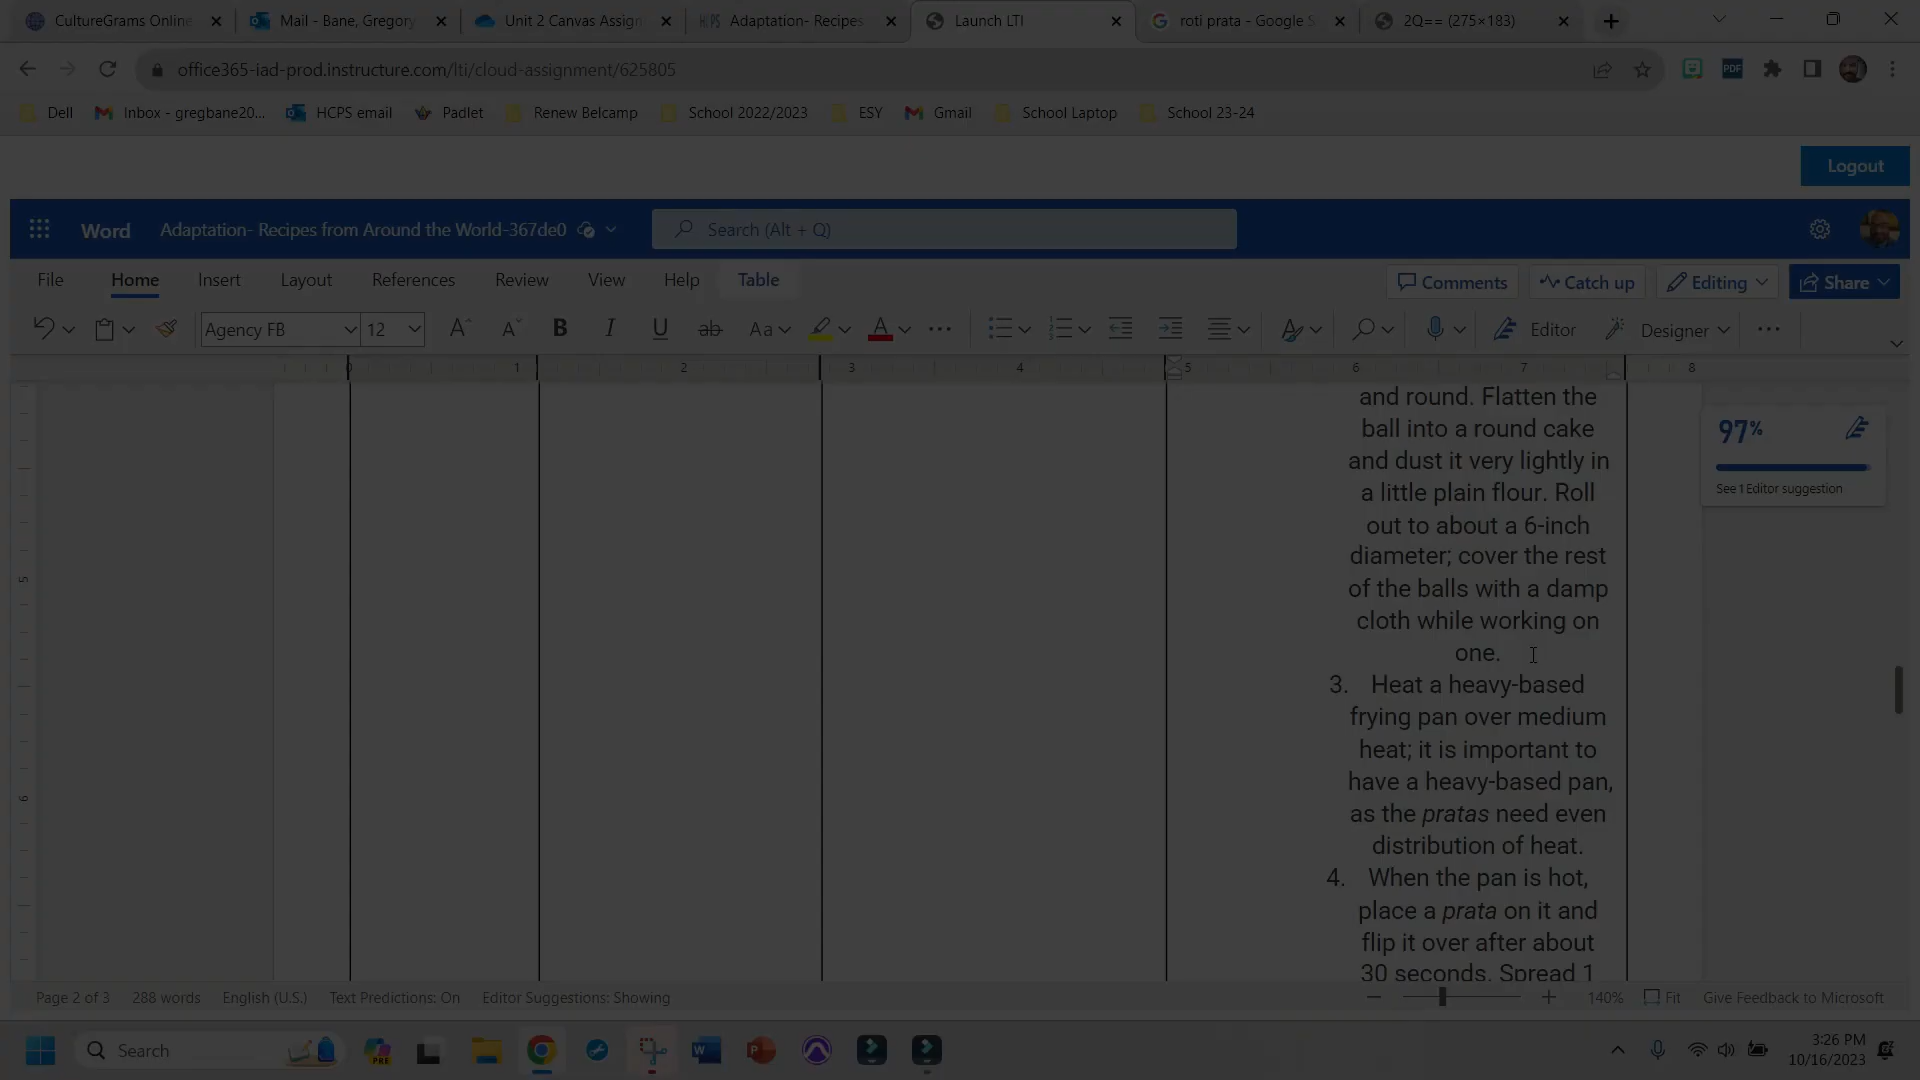 CultureGrams Online
Mail - Bane, Gregory
Unit 2 Canvas Assign
HCPS Adaptation- Recipes
Launch LTI
roti prata - Google S
2Q== (275×183)
office365-iad-prod.instructure.com/lti/cloud-assignment/625805
PDF
Dell
Inbox - gregbane20...
HCPS email
Padlet
Renew Belcamp
School 2022/2023
ESY
Gmail
School Laptop
School 23-24
Logout
Word
Adaptation- Recipes from Around the World-367de0
Search (Alt + Q)
File
Home
Insert
Layout
References
Review
View
Help
Table
Comments
Catch up
Editing
Share
Agency FB
12
A
A
B
I
U
ab
Aa
A
Editor
Designer
0 1 2 3 4 5 6 7 8
and round. Flatten the
ball into a round cake
and dust it very lightly in
a little plain flour. Roll
out to about a 6-inch
diameter; cover the rest
of the balls with a damp
cloth while working on
one.
3. Heat a heavy-based
frying pan over medium
heat; it is important to
have a heavy-based pan,
as the pratas need even
distribution of heat.
4. When the pan is hot,
place a prata on it and
flip it over after about
30 seconds. Spread 1
97%
See 1 Editor suggestion
5
6
Page 2 of 3
288 words
English (U.S.)
Text Predictions: On
Editor Suggestions: Showing
140%
Fit
Give Feedback to Microsoft
Search
PRE
W
P
3:26 PM
10/16/2023